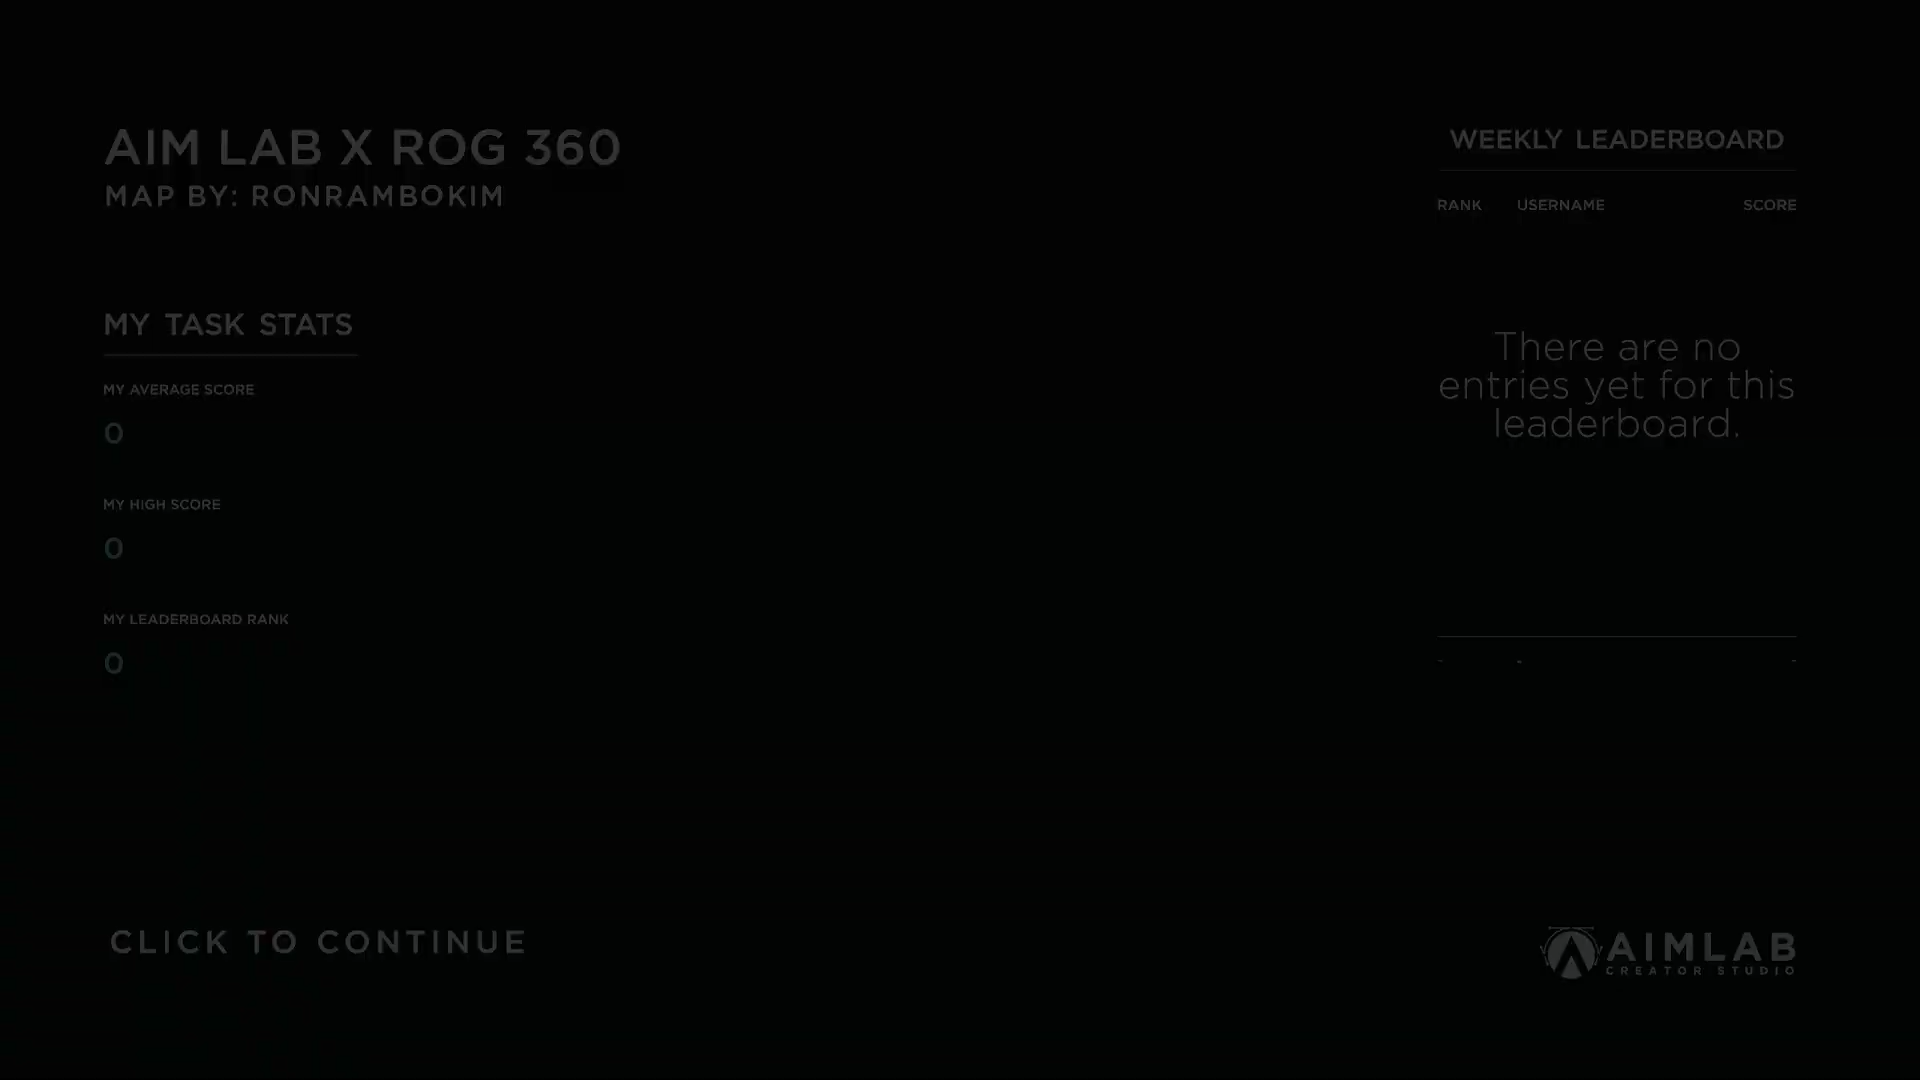 AIM LAB X ROG 360
MAP BY: RONRAMBOKIM
MY TASK STATS
MY AVERAGE SCORE
0
MY HIGH SCORE
0
MY LEADERBOARD RANK
0
CLICK TO CONTINUE
WEEKLY LEADERBOARD
RANK USERNAME SCORE
There are no
entries yet for this
leaderboard.
- - -
AIMLAB
CREATOR STUDIO